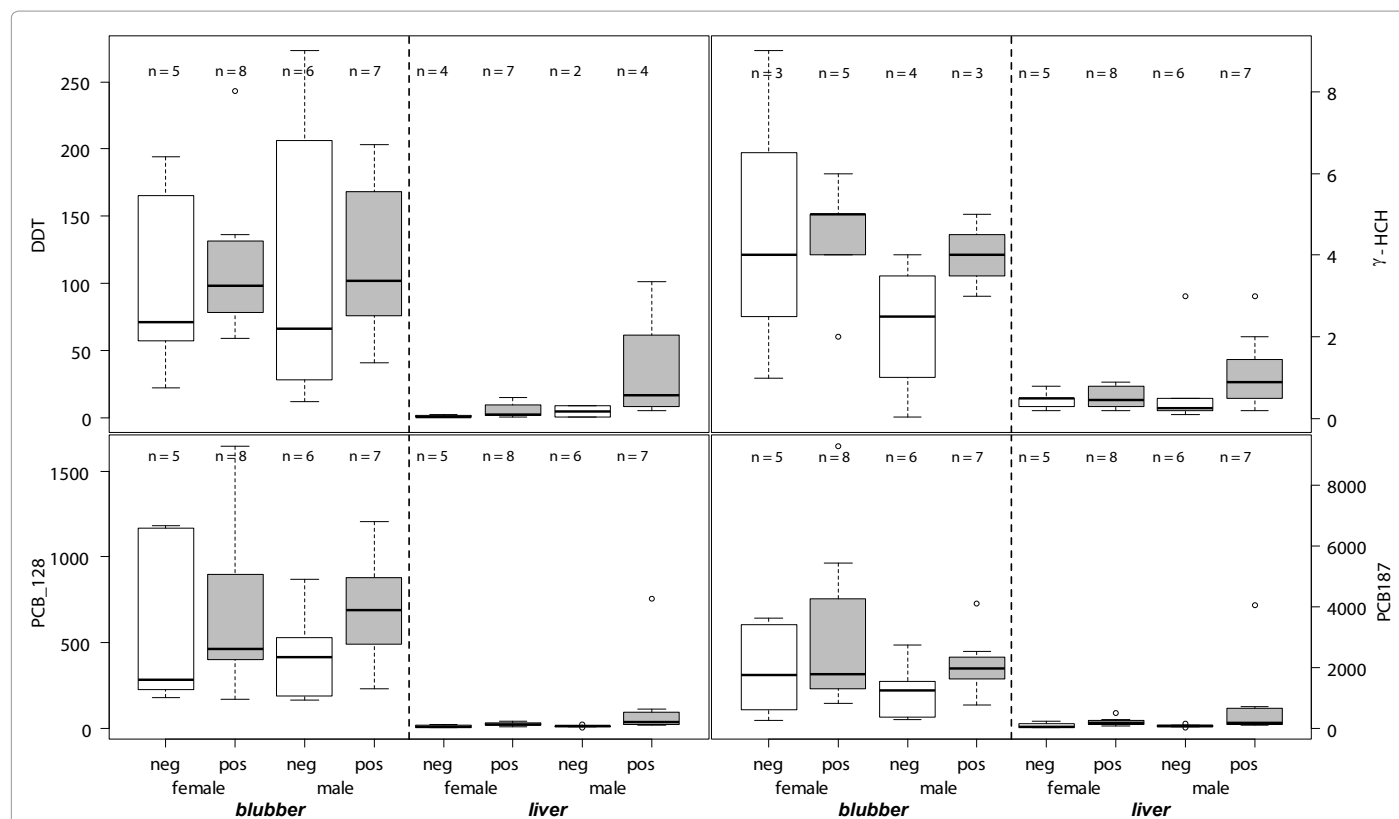 n = 5 pos n = 8 n = 6 n = 7 n = 4 n = 7 n = 2 n = 4 n = 3 n = 5 n = 4 n = 3 n = 5 n = 8 n = 6 n = 7
250
200
150
100
50
0
DDT
8
6
4
2
0
γ - HCH
n = 5 n = 8 n = 6 n = 7 n = 5 n = 8 n = 6 n = 7 n = 5 n = 8 n = 6 n = 7 n = 5 n = 8 n = 6 n = 7
1500
1000
500
0
PCB_128
8000
6000
4000
2000
0
PCB187
neg pos neg pos neg pos neg pos neg pos neg pos neg pos neg pos
female male female male female male female male
blubber liver blubber liver